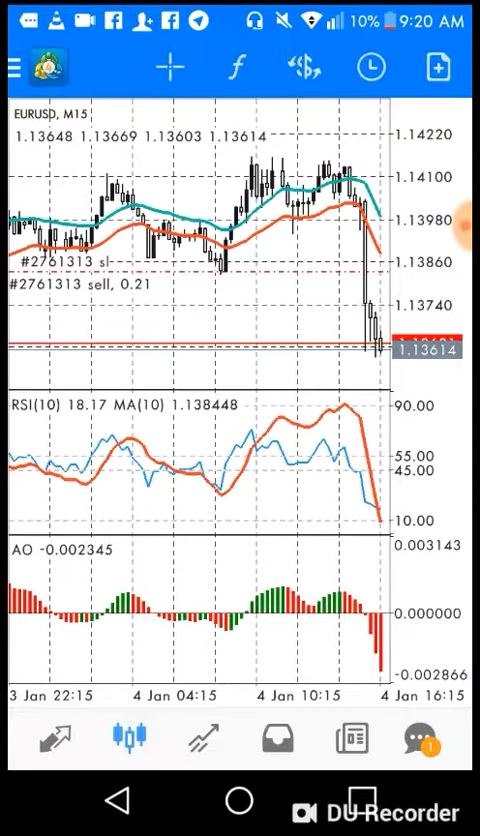 10% 9:20 AM
f
EURUSD, M15
1.13648 1.13669 1.13603 1.13614
1.14220
1.14100
1.13980
1.13860
1.13740
1.13614
#2761313 sl
#2761313 sell, 0.21
RSI(10) 18.17 MA(10) 1.138448
90.00
55.00
45.00
10.00
AO -0.002345
0.003143
0.000000
-0.002866
3 Jan 22:15 4 Jan 04:15 4 Jan 10:15 4 Jan 16:15
1
DU Recorder